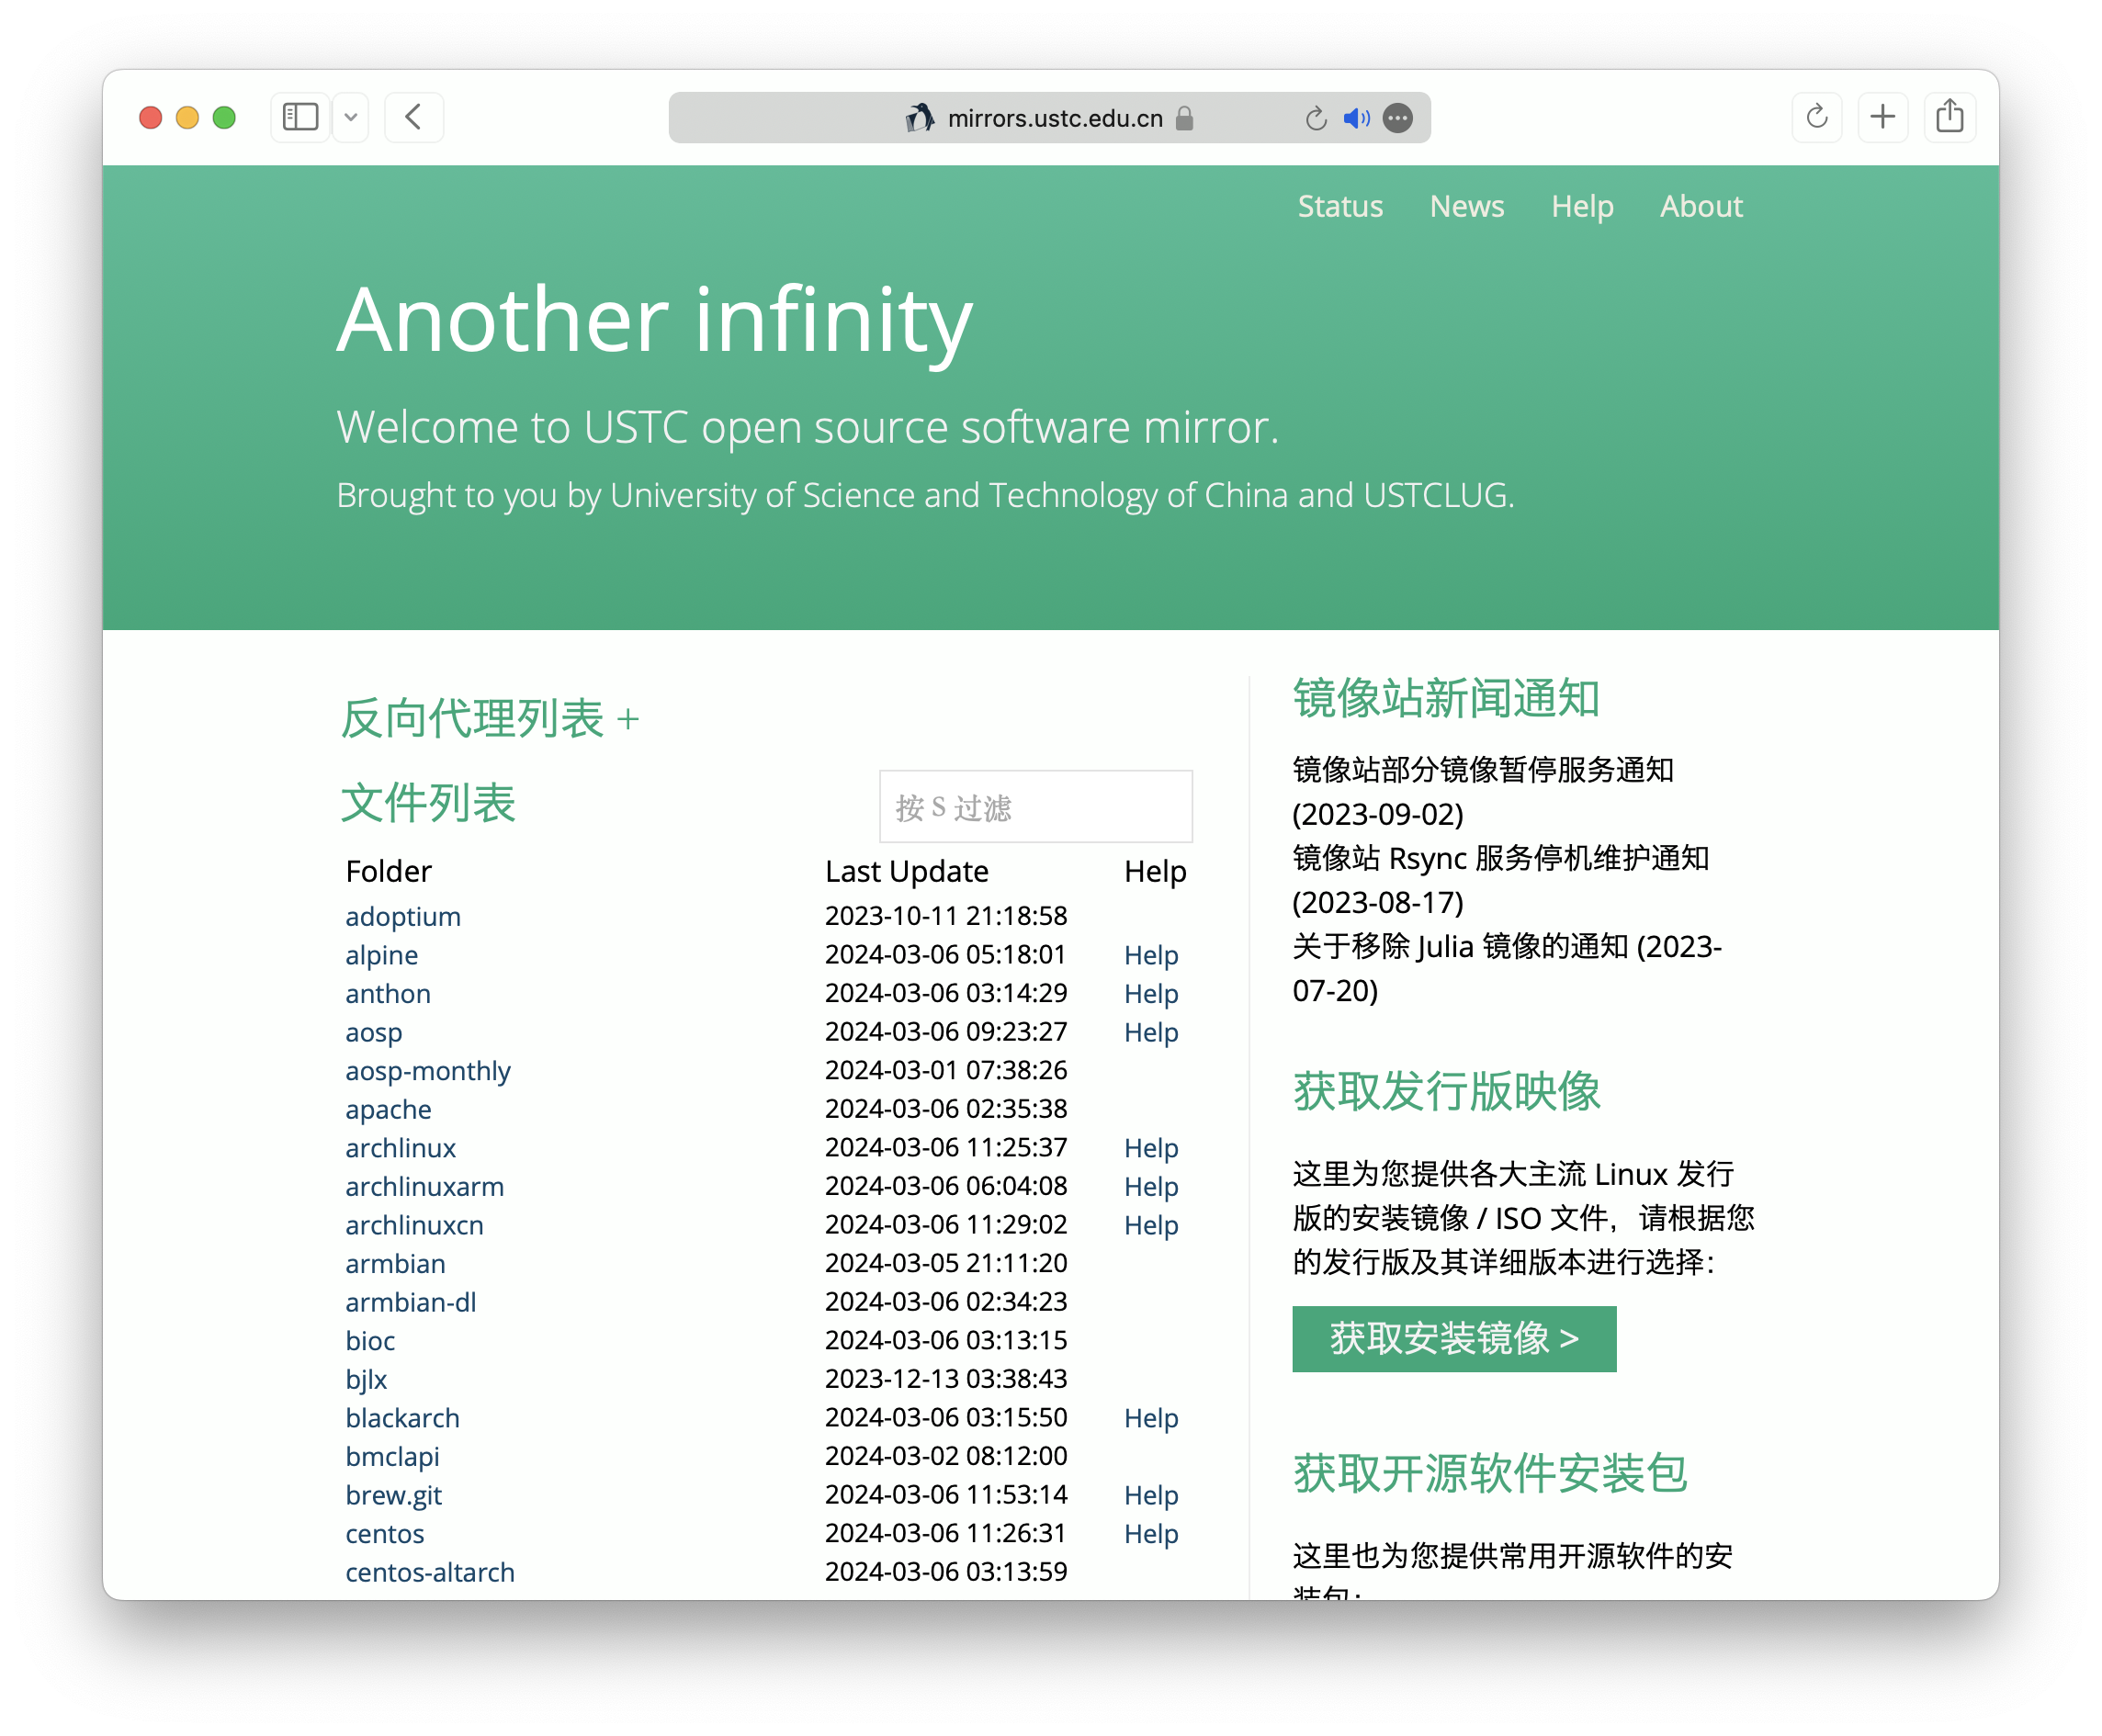 mirrors.ustc.edu.cn
Status News Help About
Another infinity
Welcome to USTC open source software mirror.
Brought to you by University of Science and Technology of China and USTCLUG.
反向代理列表 +
文件列表
按 S 过滤
Folder Last Update Help
adoptium 2023-10-11 21:18:58
alpine 2024-03-06 05:18:01 Help
anthon 2024-03-06 03:14:29 Help
aosp 2024-03-06 09:23:27 Help
aosp-monthly 2024-03-01 07:38:26
apache 2024-03-06 02:35:38
archlinux 2024-03-06 11:25:37 Help
archlinuxarm 2024-03-06 06:04:08 Help
archlinuxcn 2024-03-06 11:29:02 Help
armbian 2024-03-05 21:11:20
armbian-dl 2024-03-06 02:34:23
bioc 2024-03-06 03:13:15
bjlx 2023-12-13 03:38:43
blackarch 2024-03-06 03:15:50 Help
bmclapi 2024-03-02 08:12:00
brew.git 2024-03-06 11:53:14 Help
centos 2024-03-06 11:26:31 Help
centos-altarch 2024-03-06 03:13:59
镜像站新闻通知
镜像站部分镜像暂停服务通知
(2023-09-02)
镜像站 Rsync 服务停机维护通知
(2023-08-17)
关于移除 Julia 镜像的通知 (2023-
07-20)
获取发行版映像
这里为您提供各大主流 Linux 发行
版的安装镜像 / ISO 文件，请根据您
的发行版及其详细版本进行选择：
获取安装镜像 >
获取开源软件安装包
这里也为您提供常用开源软件的安
装包：